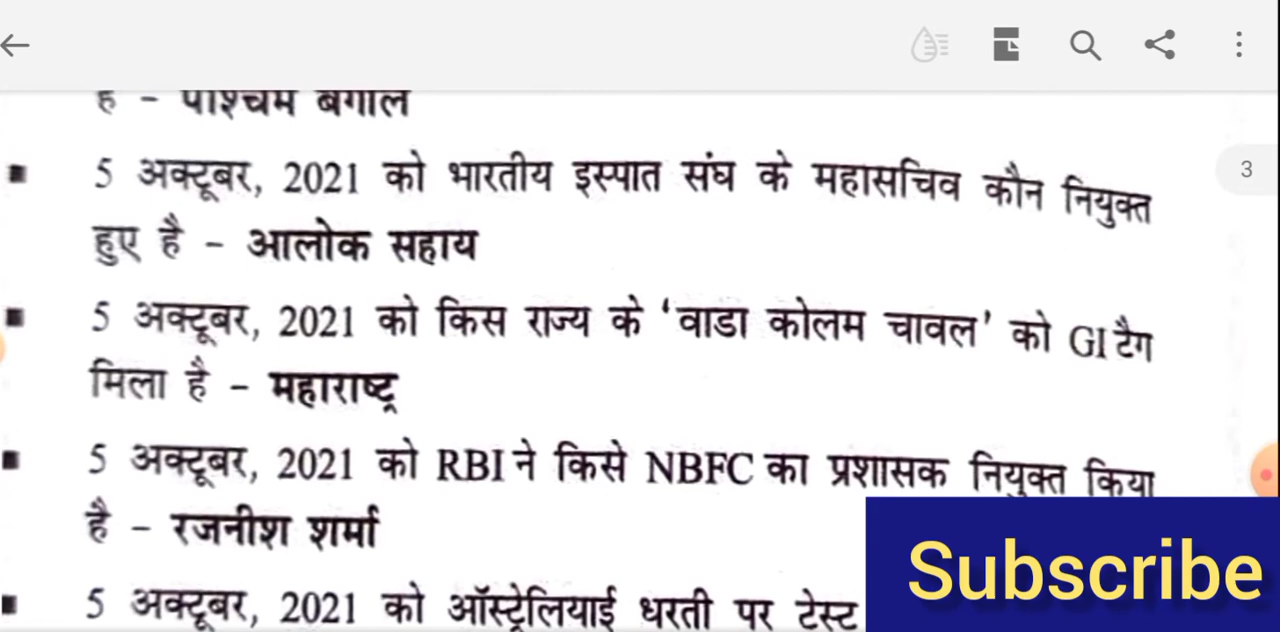 है - पश्चिम बंगाल
3
5 अक्टूबर, 2021 को भारतीय इस्पात संघ के महासचिव कौन नियुक्त
हुए है - आलोक सहाय
5 अक्टूबर, 2021 को किस राज्य के 'वाडा कोलम चावल' को GI टैग
मिला है - महाराष्ट्र
5 अक्टूबर, 2021 को RBI ने किसे NBFC का प्रशासक नियुक्त किया
है - रजनीश शर्मा
5 अक्टूबर, 2021 को ऑस्ट्रेलियाई धरती पर टेस्ट
Subscribe